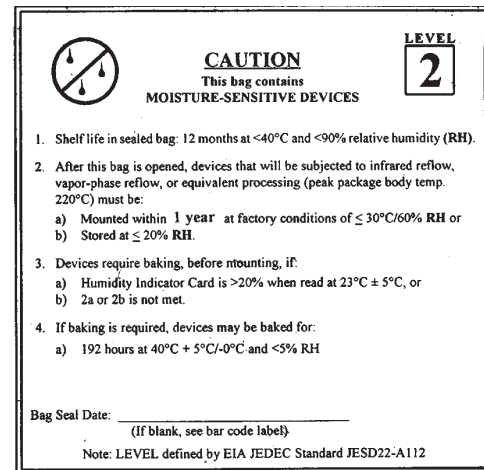 LEVEL
2
CAUTION
This bag contains
MOISTURE-SENSITIVE DEVICES
1. Shelf life in sealed bag: 12 months at <40°C and <90% relative humidity (RH).
2. After this bag is opened, devices that will be subjected to infrared reflow,
vapor-phase reflow, or equivalent processing (peak package body temp.
220°C) must be:
a) Mounted within 1 year at factory conditions of ≤ 30°C/60% RH or
b) Stored at ≤ 20% RH.
3. Devices require baking, before mounting, if:
a) Humidity Indicator Card is >20% when read at 23°C ± 5°C, or
b) 2a or 2b is not met.
4. If baking is required, devices may be baked for:
a) 192 hours at 40°C + 5°C/-0°C and <5% RH
Bag Seal Date:
(If blank, see bar code label)
Note: LEVEL defined by EIA JEDEC Standard JESD22-A112